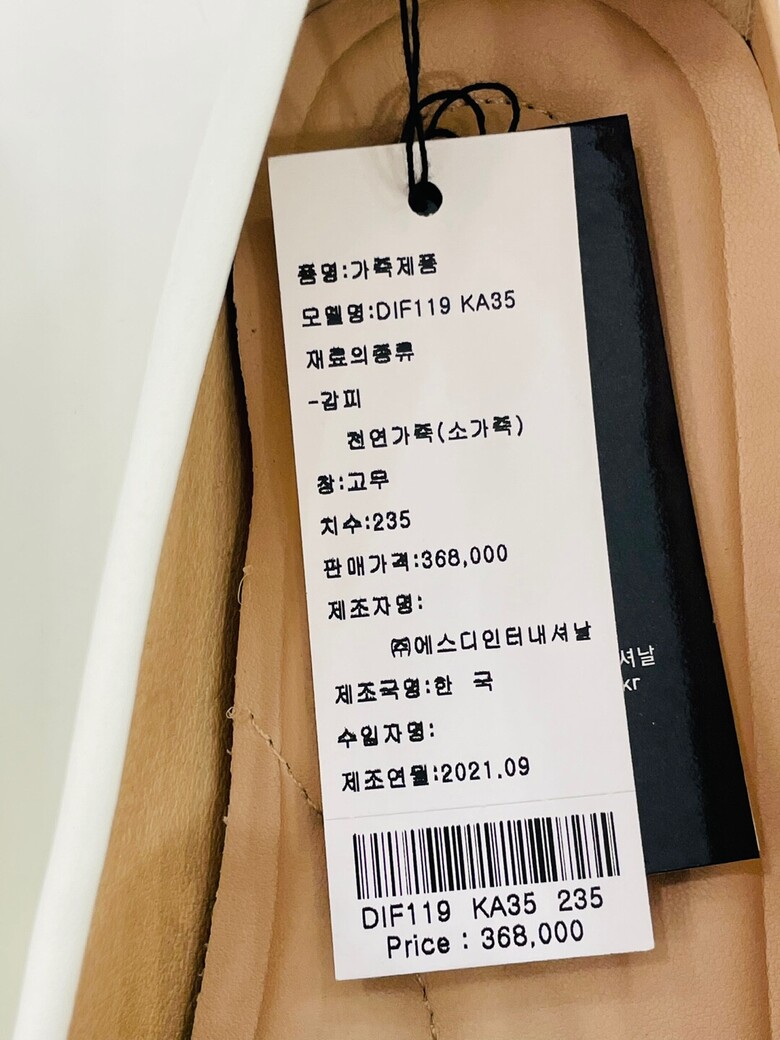 품명:가죽제품
모델명:DIF119 KA35
재료의종류
-갑피
천연가죽(소가죽)
창:고무
치수:235
판매가격:368,000
제조자명:
㈜에스디인터내셔날
제조국명:한 국
수입자명:
제조연월:2021.09
DIF119 KA35 235
Price : 368,000
셔날
kr